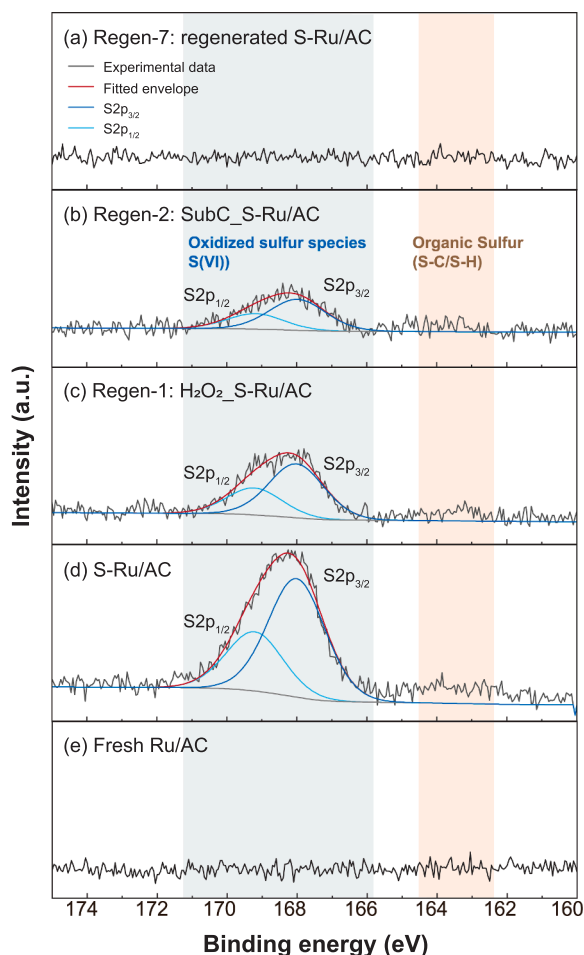 (a) Regen-7: regenerated S-Ru/AC
Experimental data
Fitted envelope
S2p3/2
S2p1/2
(b) Regen-2: SubC_S-Ru/AC
Oxidized sulfur species
S(VI))
Organic Sulfur
(S-C/S-H)
S2p1/2
S2p3/2
(c) Regen-1: H₂O₂_S-Ru/AC
S2p1/2
S2p3/2
(d) S-Ru/AC
S2p1/2
S2p3/2
(e) Fresh Ru/AC
Intensity (a.u.)
174 172 170 168 166 164 162 160
Binding energy (eV)